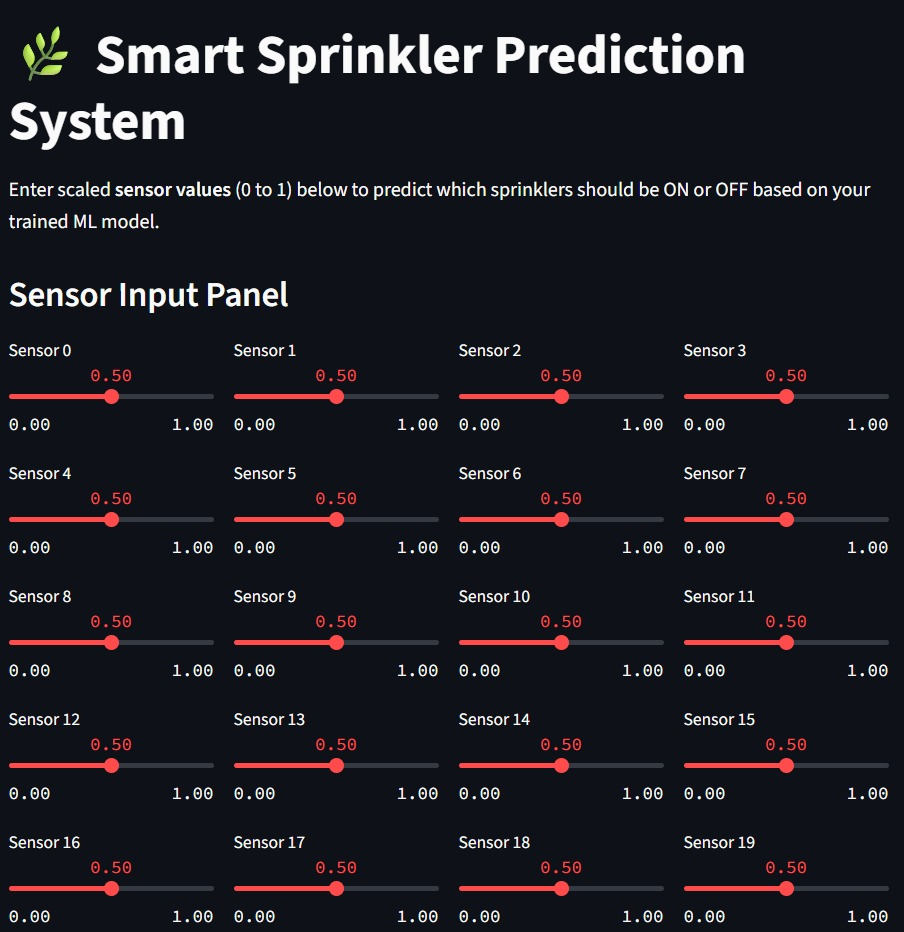 Smart Sprinkler Prediction
System
Enter scaled sensor values (0 to 1) below to predict which sprinklers should be ON or OFF based on your
trained ML model.
Sensor Input Panel
Sensor 0 Sensor 1 Sensor 2 Sensor 3
0.50 0.50 0.50 0.50
0.00 1.00 0.00 1.00 0.00 1.00 0.00 1.00
Sensor 4 Sensor 5 Sensor 6 Sensor 7
0.50 0.50 0.50 0.50
0.00 1.00 0.00 1.00 0.00 1.00 0.00 1.00
Sensor 8 Sensor 9 Sensor 10 Sensor 11
0.50 0.50 0.50 0.50
0.00 1.00 0.00 1.00 0.00 1.00 0.00 1.00
Sensor 12 Sensor 13 Sensor 14 Sensor 15
0.50 0.50 0.50 0.50
0.00 1.00 0.00 1.00 0.00 1.00 0.00 1.00
Sensor 16 Sensor 17 Sensor 18 Sensor 19
0.50 0.50 0.50 0.50
0.00 1.00 0.00 1.00 0.00 1.00 0.00 1.00